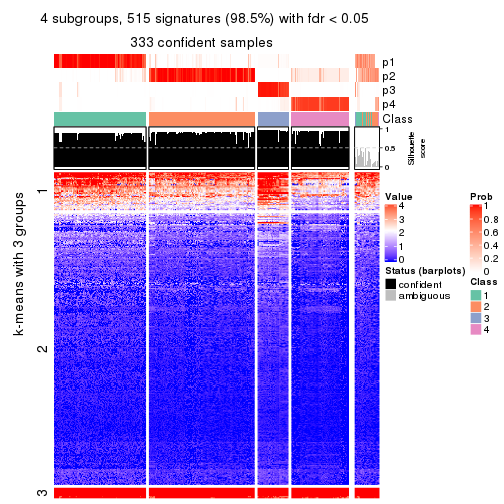 4 subgroups, 515 signatures (98.5%) with fdr < 0.05
333 confident samples
p1
p2
p3
p4
Class
1
0.5
0
Silhouette
score
k-means with 3 groups
1
2
3
Value
4
3
2
1
0
Status (barplots)
confident
ambiguous
Prob
1
0.8
0.6
0.4
0.2
0
Class
1
2
3
4